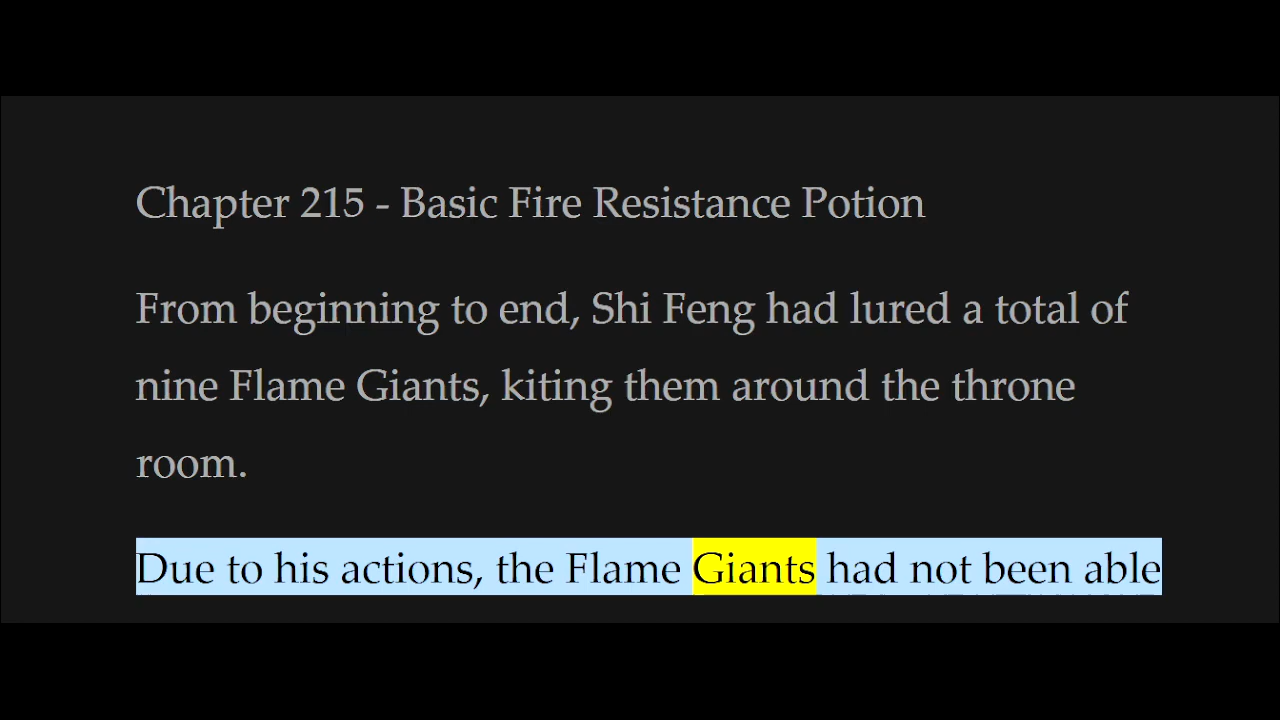 Chapter 215 - Basic Fire Resistance Potion
From beginning to end, Shi Feng had lured a total of
nine Flame Giants, kiting them around the throne
room.
Due to his actions, the Flame Giants had not been able